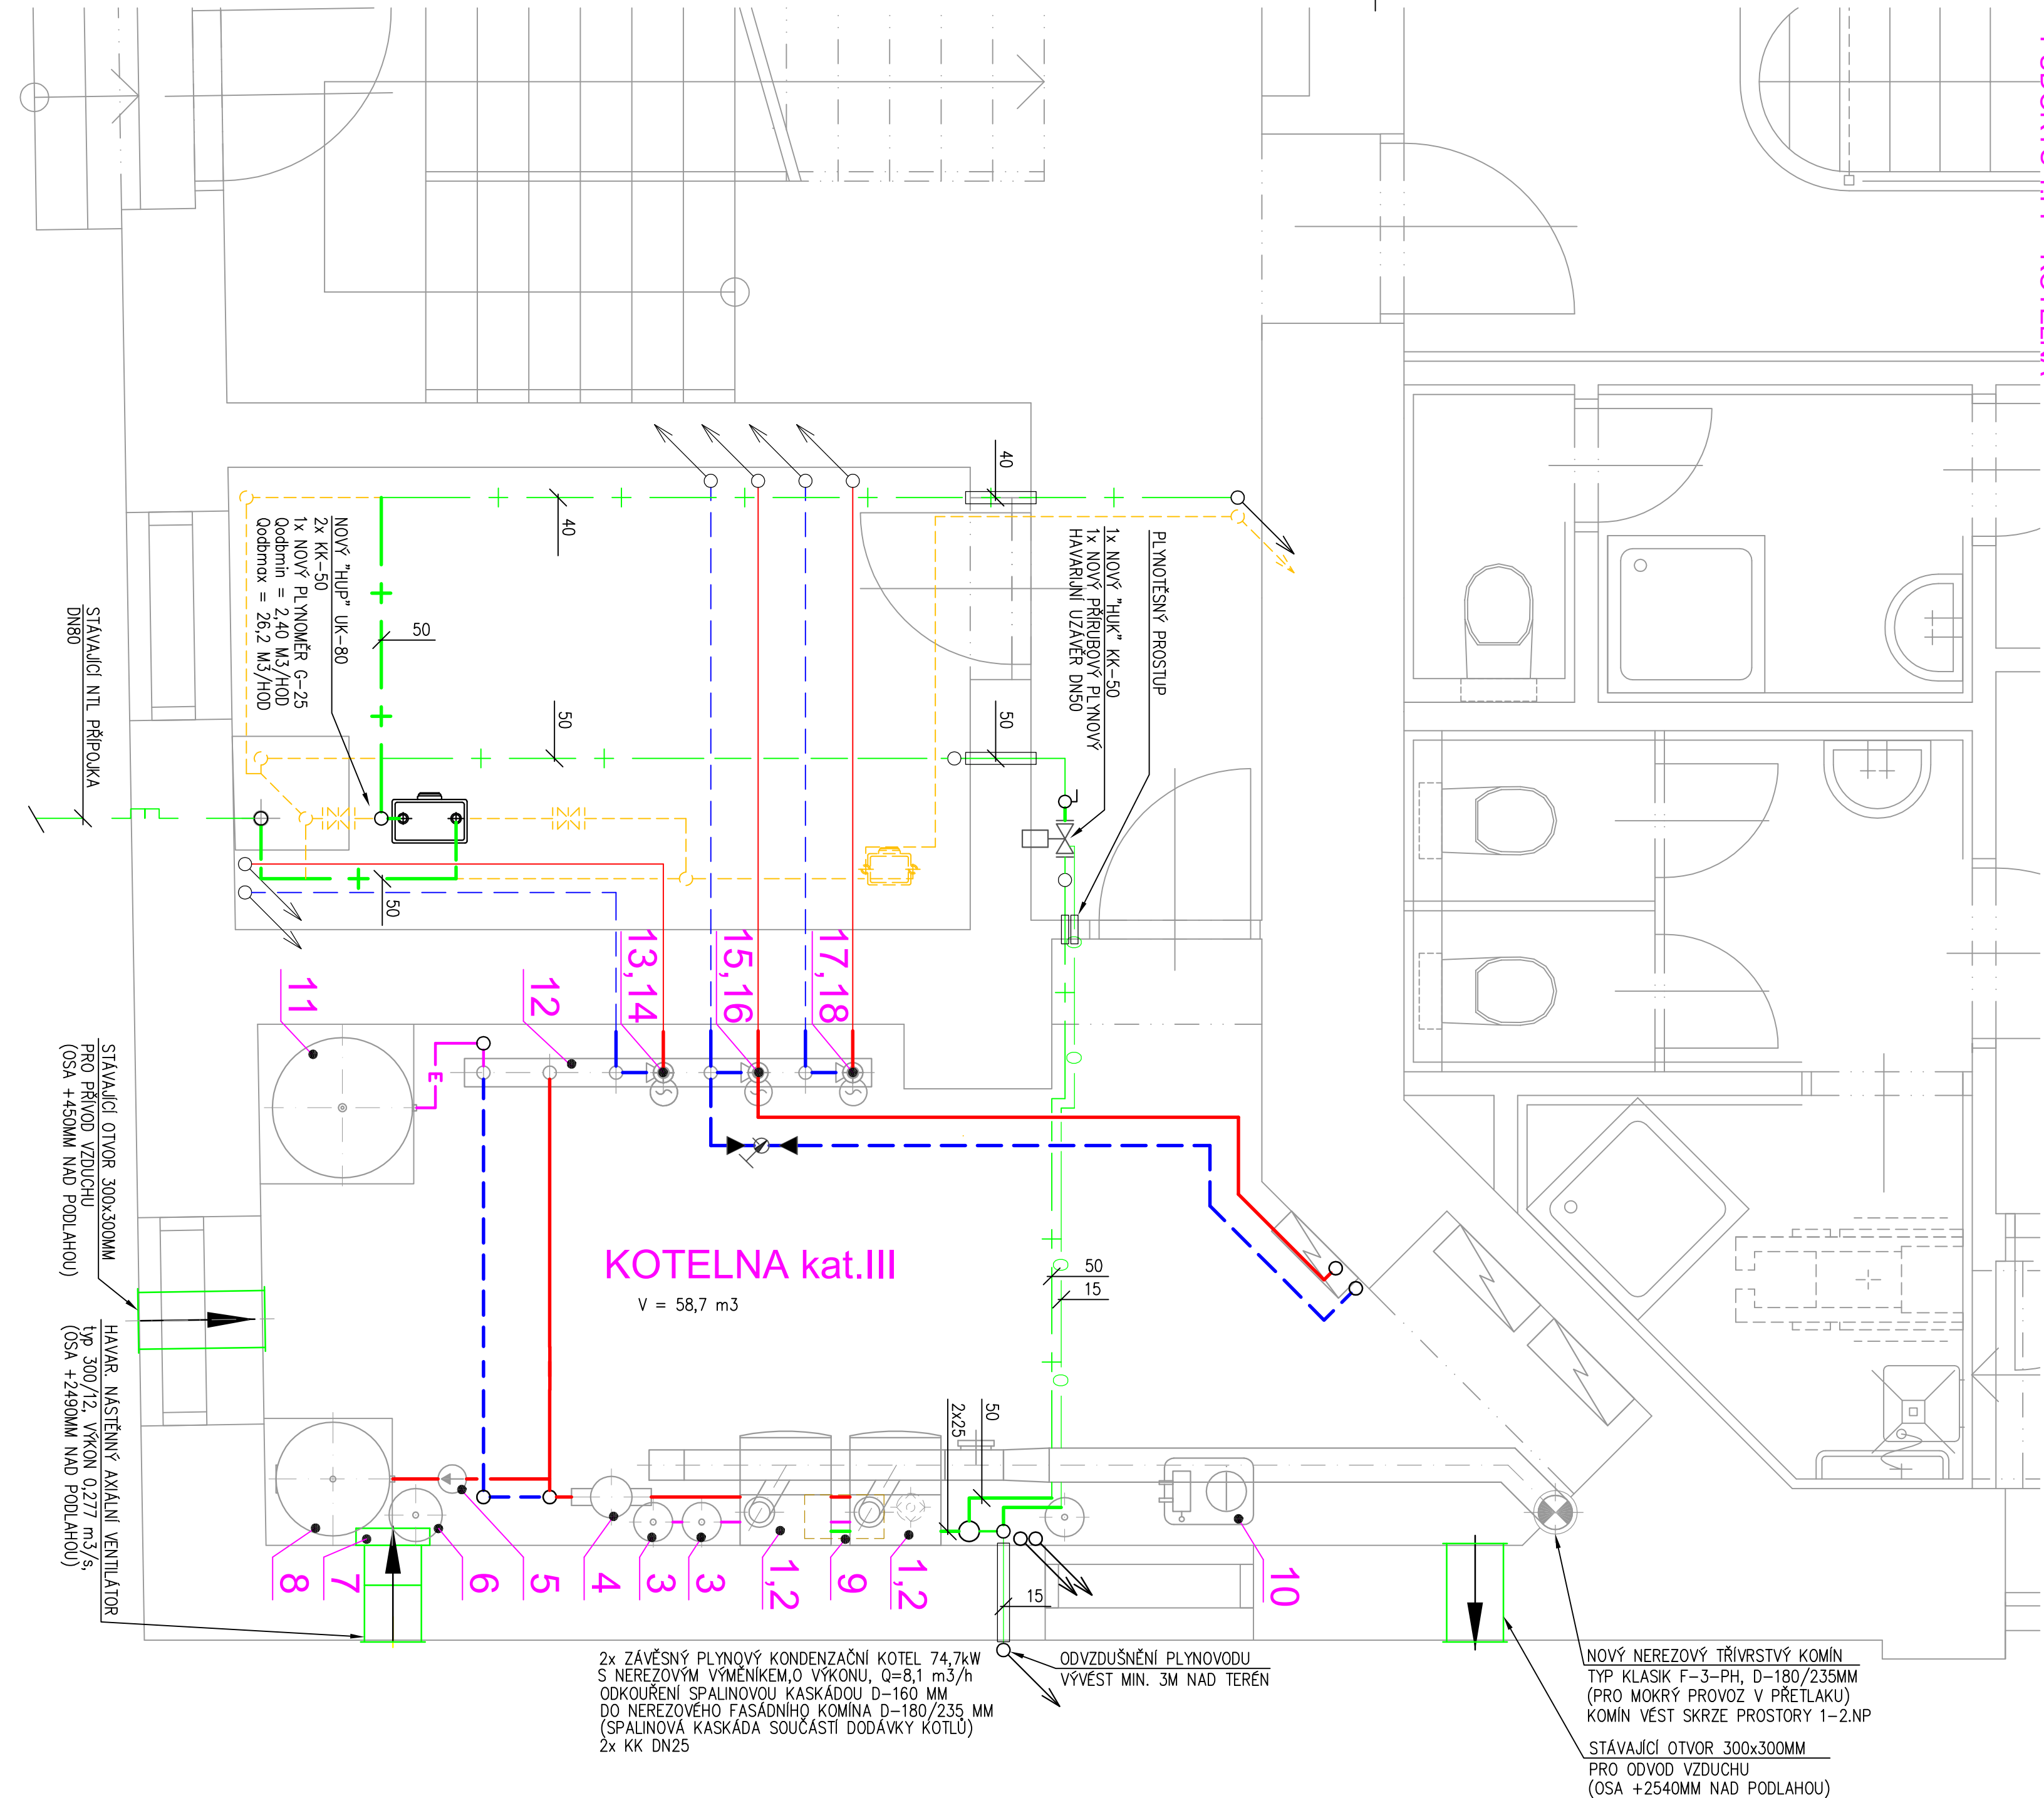 40
40
PLYNOTĚSNÝ PROSTUP
1x NOVÝ "HUK" KK-50
1x NOVÝ PŘÍRUBOVÝ PLYNOVÝ
HAVARIJNÍ UZÁVĚR DN50
NOVÝ "HUP" UK-80
2x KK-50
1x NOVÝ PLYNOMĚR G-25
Qodbmin = 2,40 M3/HOD
Qodbmax = 26,2 M3/HOD
50
50
50
STÁVAJÍCÍ NTL PŘÍPOJKA
DN80
50
11
12
13,14
15,16
17,18
STÁVAJÍCÍ OTVOR 300x300MM
PRO PŘÍVOD VZDUCHU
(OSA +450MM NAD PODLAHOU)
E
KOTELNA kat.III
V = 58,7 m3
50
15
HAVAR. NÁSTĚNNÝ AXIÁLNÍ VENTILÁTOR
typ 300/12, VÝKON 0,277 m3/s,
(OSA +2490MM NAD PODLAHOU)
50
2x25
8
7
6
5
4
3
3
1,2
9
1,2
10
15
2x ZÁVĚSNÝ PLYNOVÝ KONDENZAČNÍ KOTEL 74,7kW
S NEREZOVÝM VÝMĚNÍKEM,O VÝKONU, Q=8,1 m3/h
ODKOUŘENÍ SPALINOVOU KASKÁDOU D-160 MM
DO NEREZOVÉHO FASÁDNÍHO KOMÍNA D-180/235 MM
(SPALINOVÁ KASKÁDA SOUČÁSTÍ DODÁVKY KOTLŮ)
2x KK DN25
ODVZDUŠNĚNÍ PLYNOVODU
VÝVÉST MIN. 3M NAD TERÉN
NOVÝ NEREZOVÝ TŘÍVRSTVÝ KOMÍN
TYP KLASIK F-3-PH, D-180/235MM
(PRO MOKRÝ PROVOZ V PŘETLAKU)
KOMÍN VÉST SKRZE PROSTORY 1-2.NP
STÁVAJÍCÍ OTVOR 300x300MM
PRO ODVOD VZDUCHU
(OSA +2540MM NAD PODLAHOU)